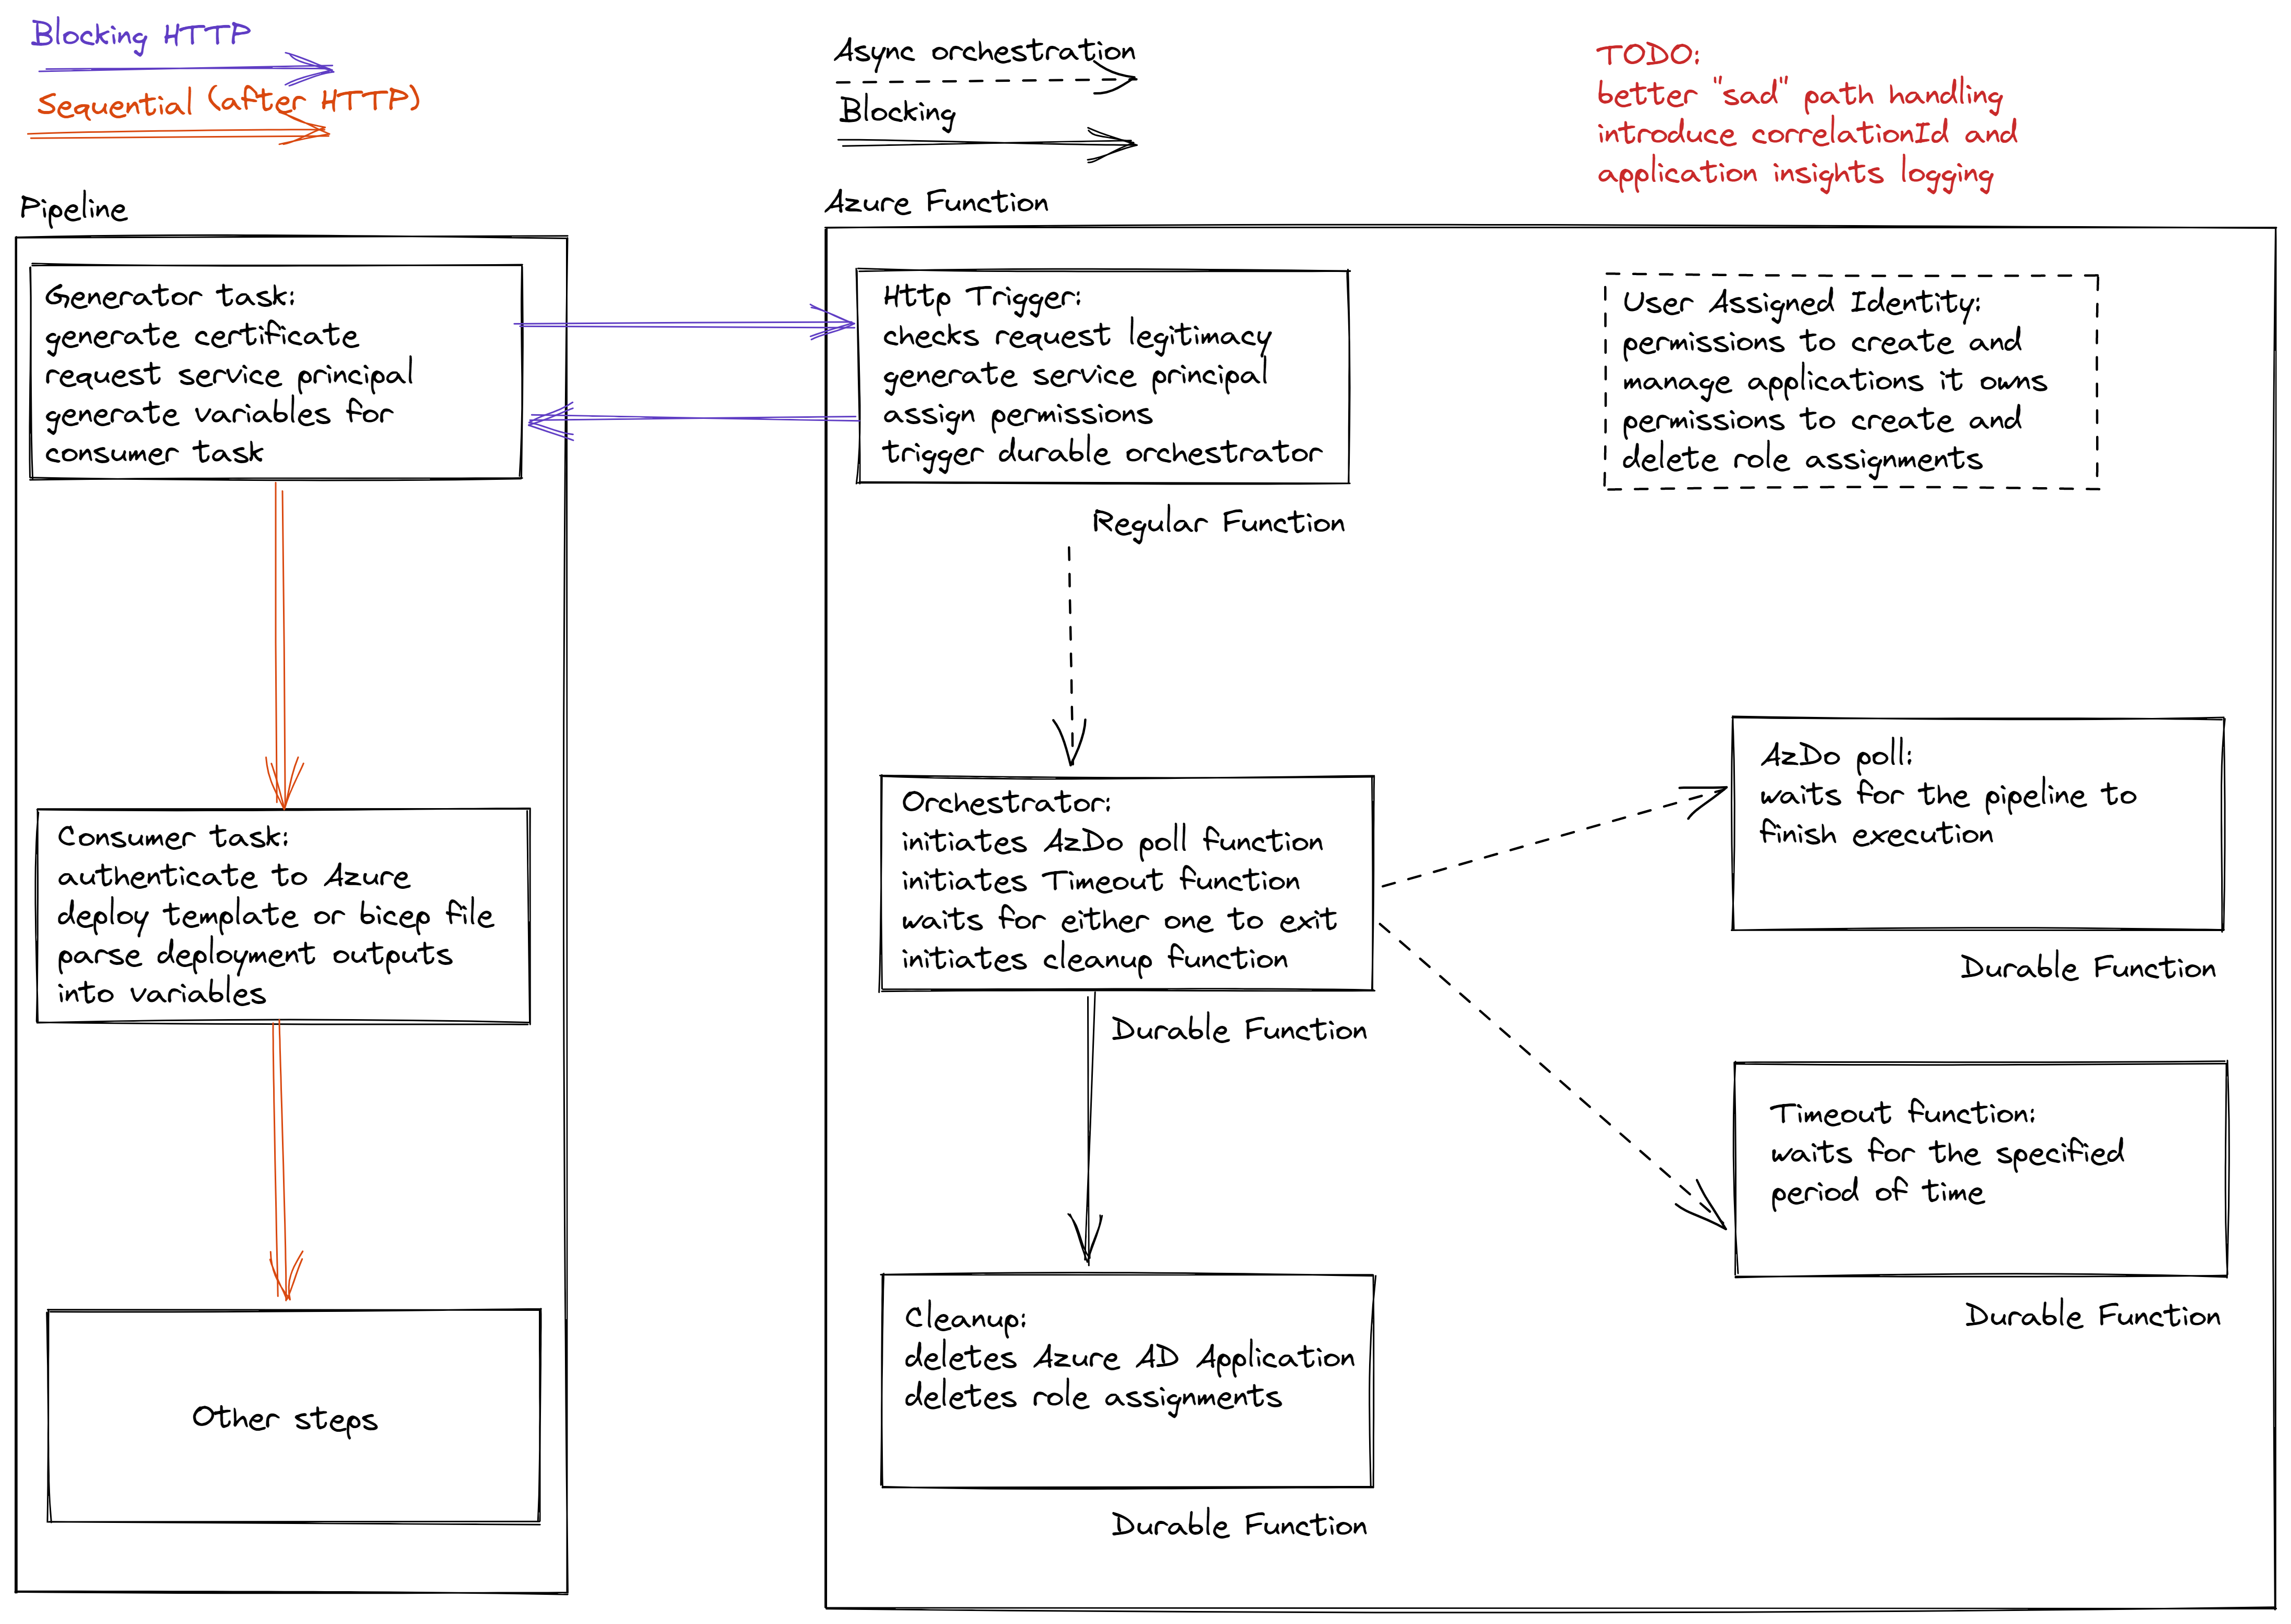 Blocking HTTP
Sequential (after HTTP)
Async orchestration
Blocking
TODO:
better "sad" path handling
introduce correlationId and
application insights logging
Pipeline
Generator task:
generate certificate
request service principal
generate variables for
consumer task
Consumer task:
authenticate to Azure
deploy template or bicep file
parse deployment outputs
into variables
Other steps
Azure Function
Http Trigger:
checks request legitimacy
generate service principal
assign permissions
trigger durable orchestrator
Regular Function
User Assigned Identity:
permissions to create and
manage applications it owns
permissions to create and
delete role assignments
Orchestrator:
initiates AzDo poll function
initiates Timeout function
waits for either one to exit
initiates cleanup function
Durable Function
AzDo poll:
waits for the pipeline to
finish execution
Durable Function
Timeout function:
waits for the specified
period of time
Durable Function
Cleanup:
deletes Azure AD Application
deletes role assignments
Durable Function